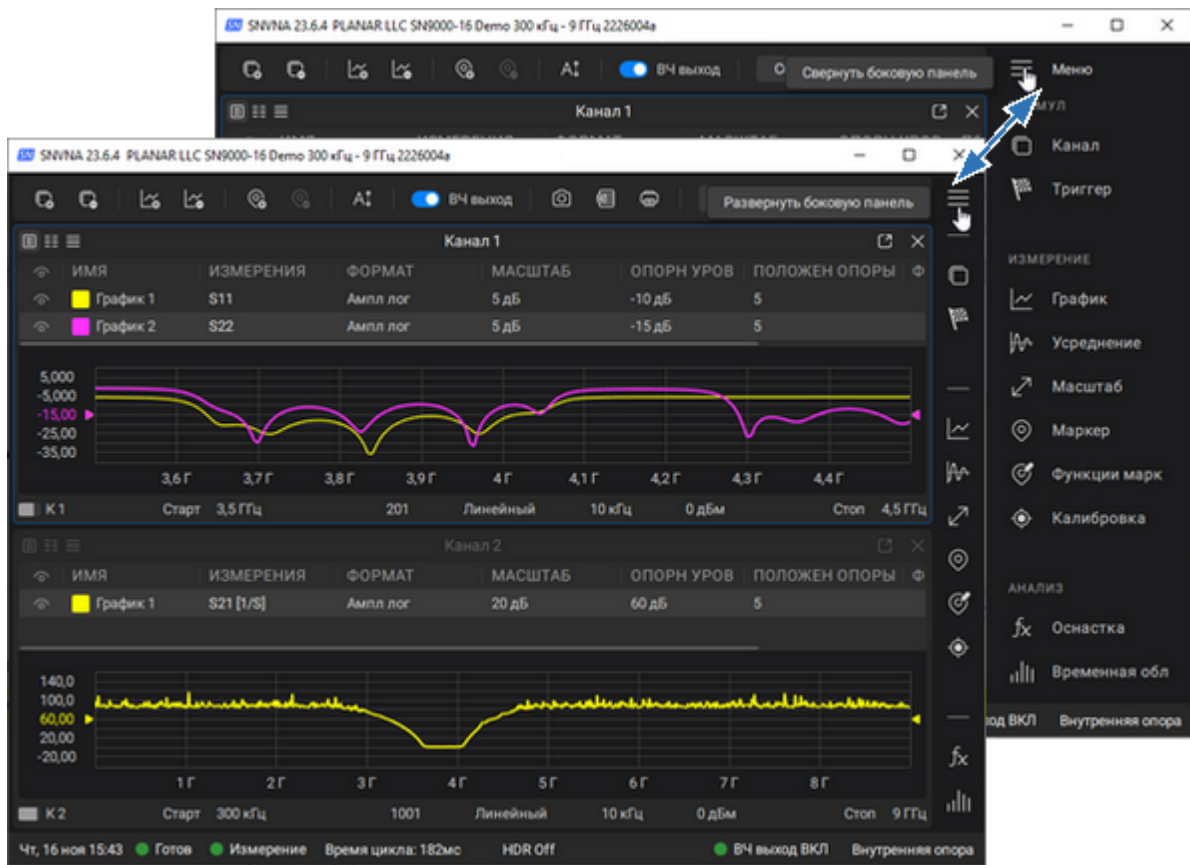 SNVNA 23.6.4 PLANAR LLC SN9000-16 Demo 300 кГц - 9 ГГц 2226004a
ВЧ выход
Свернуть боковую панель
Меню
Канал 1
Канал
Триггер
ИЗМЕРЕНИЕ
График
Усреднение
Масштаб
Маркер
Функции марк
Калибровка
АНАЛИЗ
Оснастка
Временная обл
ход ВКЛ Внутренняя опора
SNVNA 23.6.4 PLANAR LLC SN9000-16 Demo 300 кГц - 9 ГГц 2226004a
ВЧ выход Развернуть боковую панель
Канал 1
ИМЯ ИЗМЕРЕНИЯ ФОРМАТ МАСШТАБ ОПОРН УРОВ ПОЛОЖЕН ОПОРЫ Ф
График 1 S11 Ампл лог 5 дБ -10 дБ 5
График 2 S22 Ампл лог 5 дБ -15 дБ 5
5,000
-5,000
-15,00
-25,00
-35,00
3,6 Г 3,7 Г 3,8 Г 3,9 Г 4 Г 4,1 Г 4,2 Г 4,3 Г 4,4 Г
К 1 Старт 3,5 ГГц 201 Линейный 10 кГц 0 дБм Стоп 4,5 ГГц
Канал 2
ИМЯ ИЗМЕРЕНИЯ ФОРМАТ МАСШТАБ ОПОРН УРОВ ПОЛОЖЕН ОПОРЫ Ф
График 1 S21 [1/S] Ампл лог 20 дБ 60 дБ 5
140,0
100,0
60,00
20,00
-20,00
1 Г 2 Г 3 Г 4 Г 5 Г 6 Г 7 Г 8 Г
К 2 Старт 300 кГц 1001 Линейный 10 кГц 0 дБм Стоп 9 ГГц
Чт, 16 ноя 15:43 Готов Измерение Время цикла: 182мс HDR Off ВЧ выход ВКЛ Внутренняя опора
fx